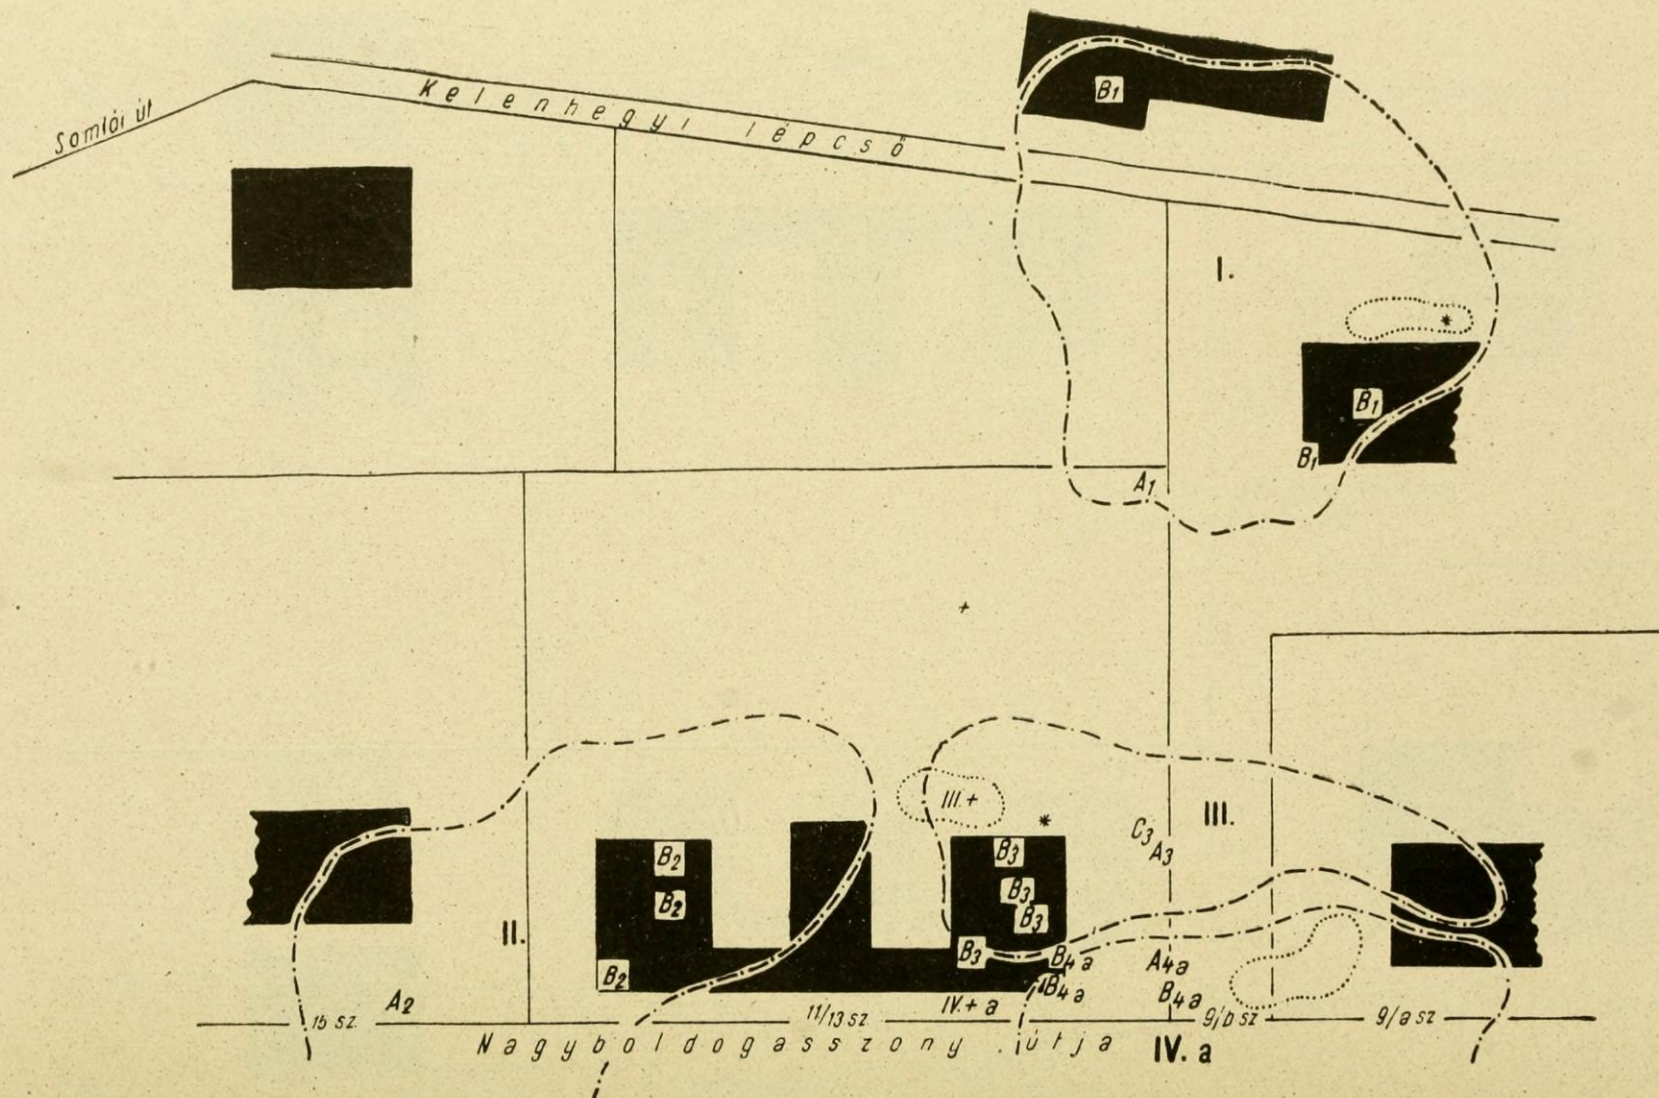 Somlói út
Kelenhegyi lépcső
B1
I.
*
B1
B1
A1
+
III.+
*
III.
C3
A3
B2
B3
B2
B3
B3
II.
B3
B4a
A4a
B2
B4a
B4a
A2
IV.+a
15 sz.
11/13 sz.
9/b sz.
9/a sz.
Nagyboldogasszony útja
IV. a